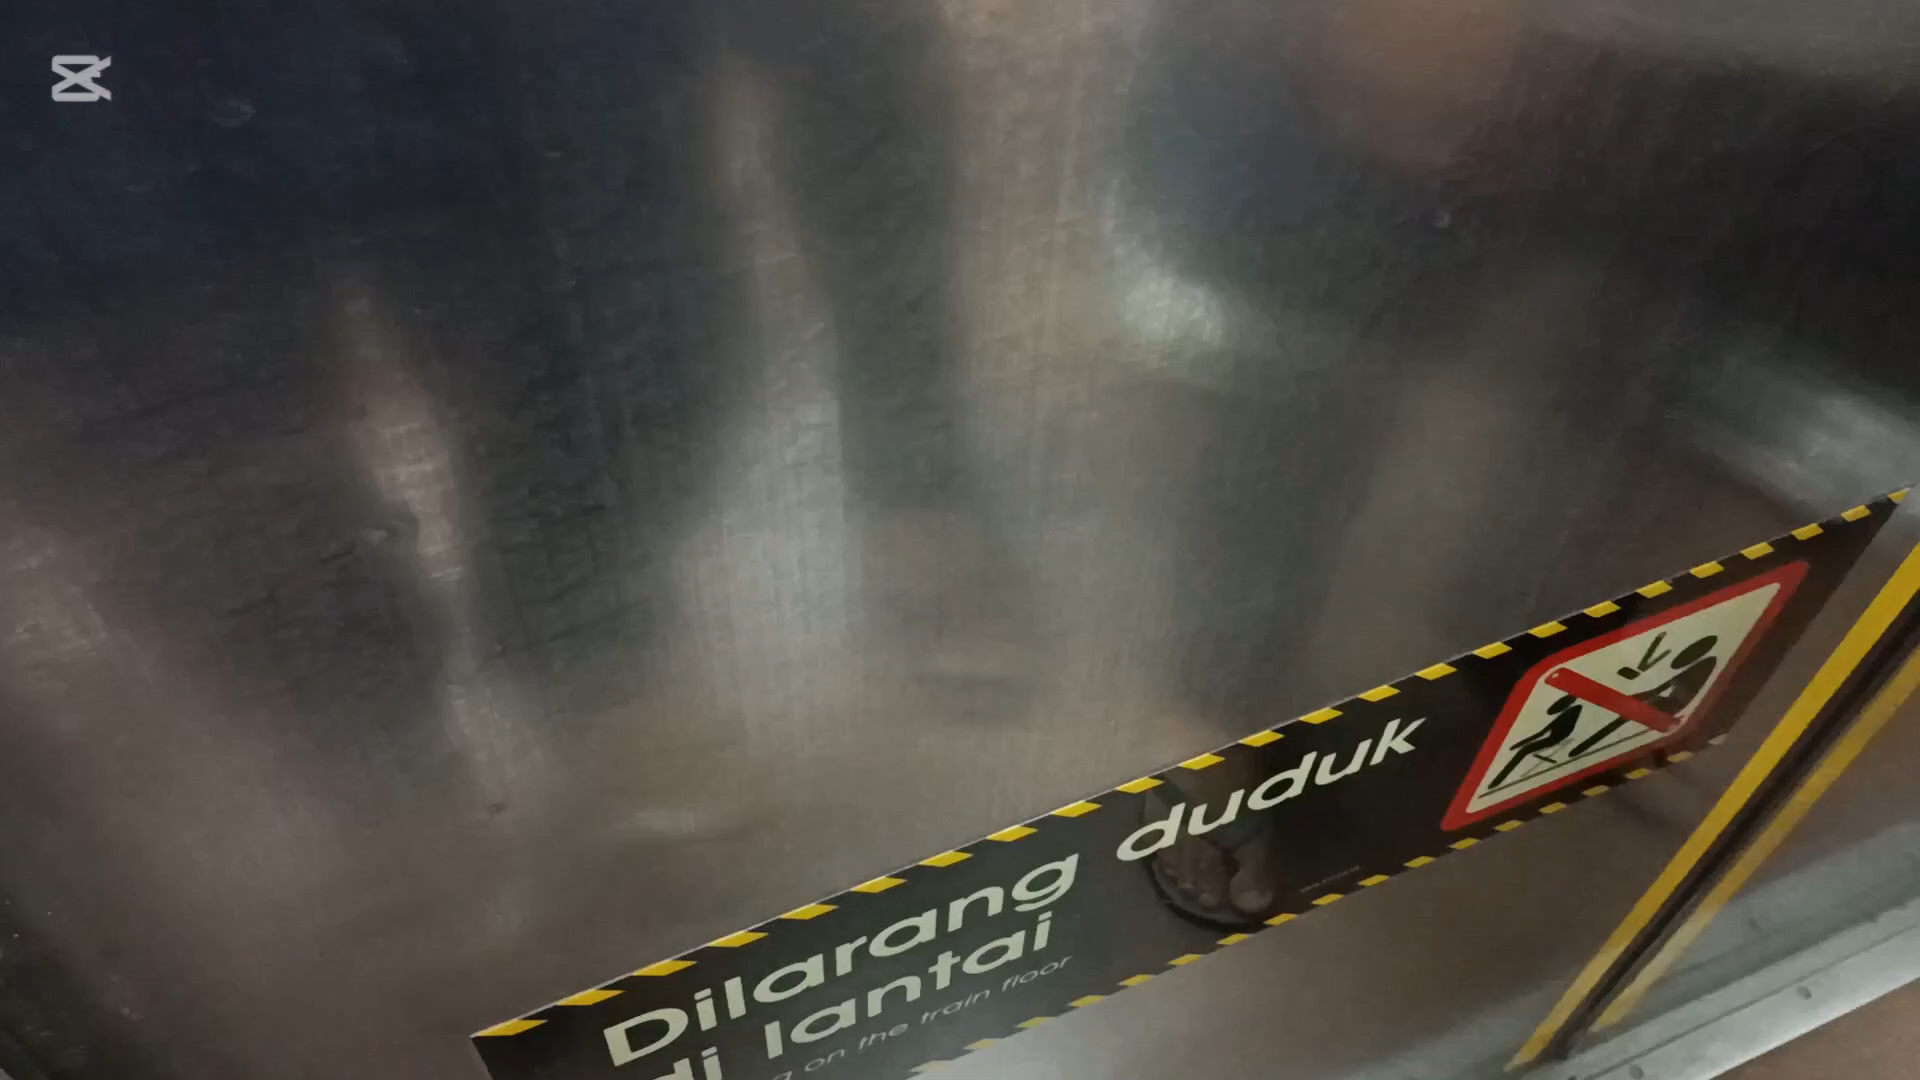 Dilarang duduk
di lantai
on the train floor